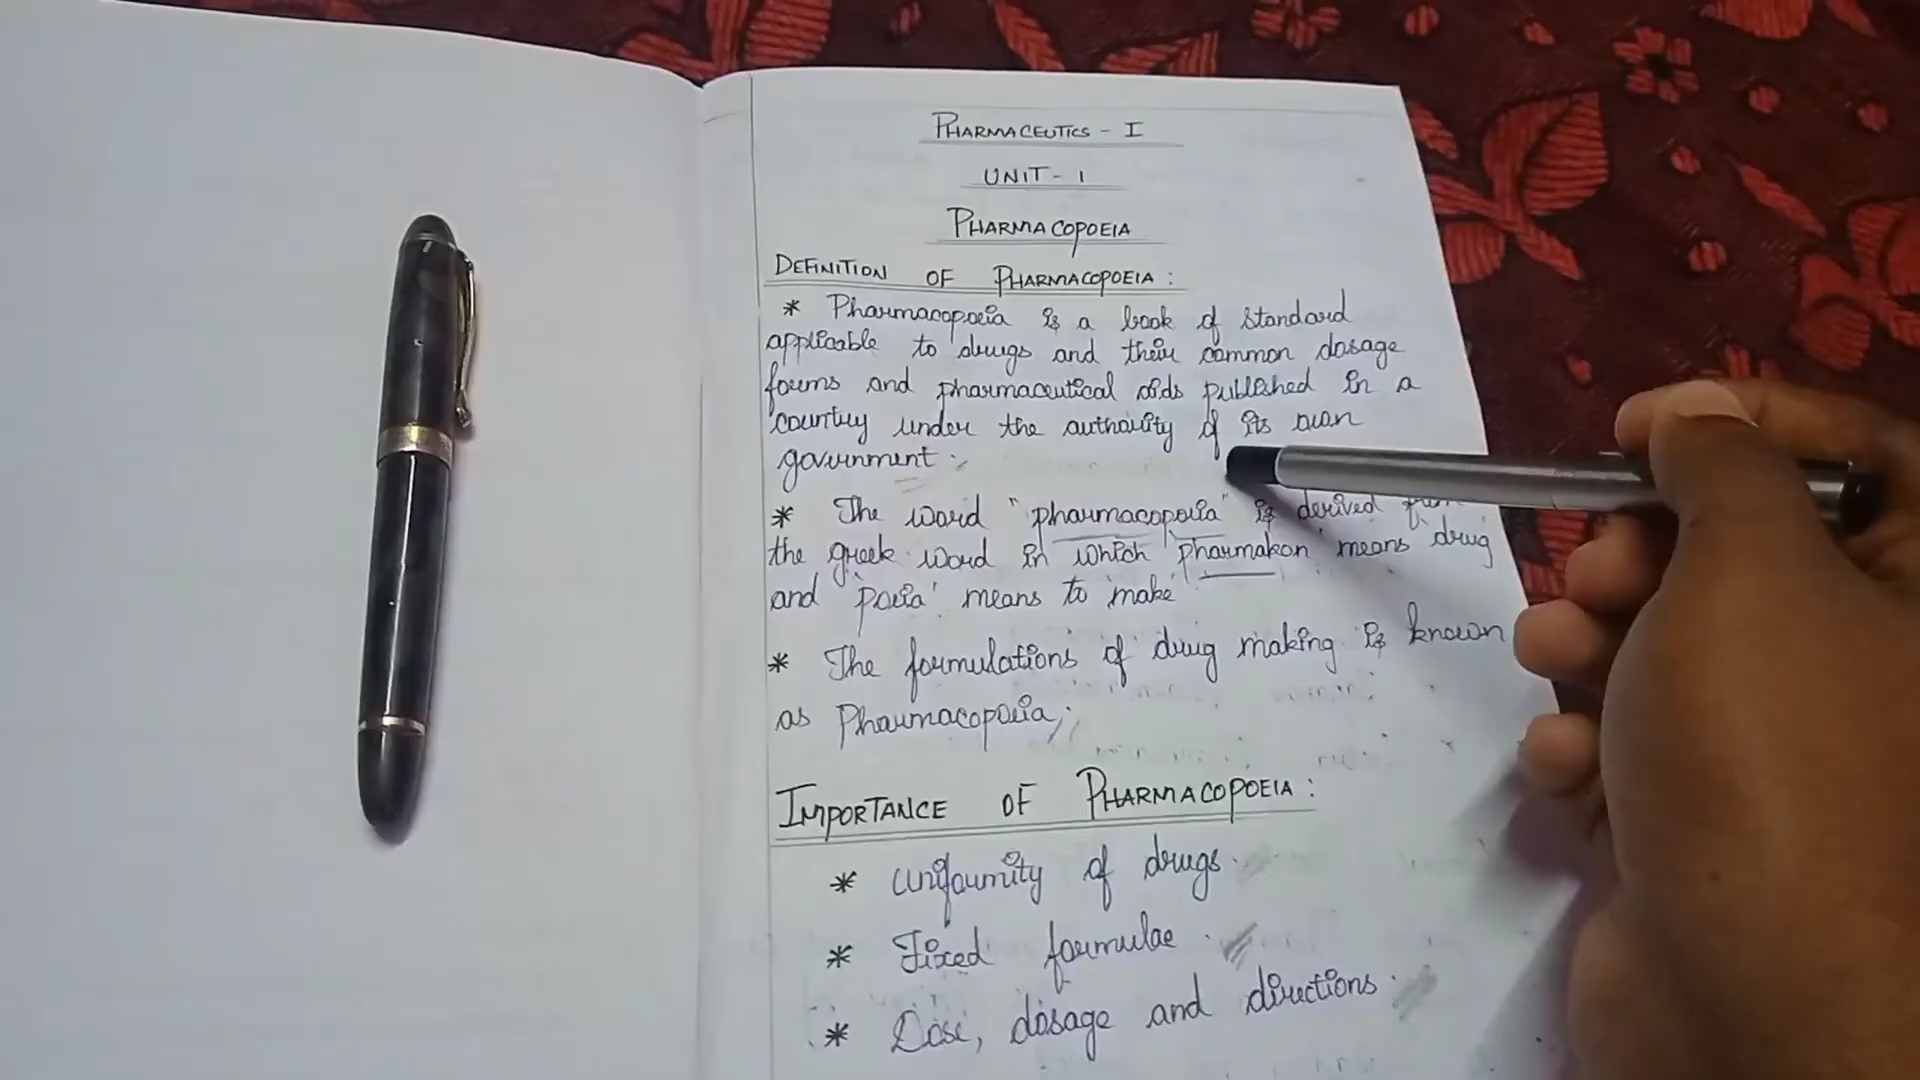 PHARMACEUTICS - I
UNIT - 1
PHARMACOPOEIA
DEFINITION OF PHARMACOPOEIA :
* Pharmacopoeia is a book of standard
applicable to drugs and their common dosage
forms and pharmaceutical aids published in a
country under the authority of its own
government.
* The word "pharmacopoeia" is derived from
the greek word in which 'pharmakon' means 'drug
and 'poeia' means to 'make'
* The formulations of drug making is known
as Pharmacopoeia.
IMPORTANCE OF PHARMACOPOEIA :
* Uniformity of drugs.
* Fixed formulae.
* Dose, dosage and directions.